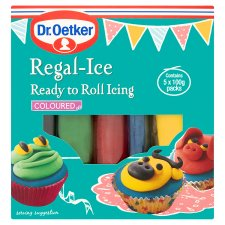 Dr. Oetker
Regal-Ice
Ready to Roll Icing
COLOURED
Contains
5 x 100g
packs
serving suggestion